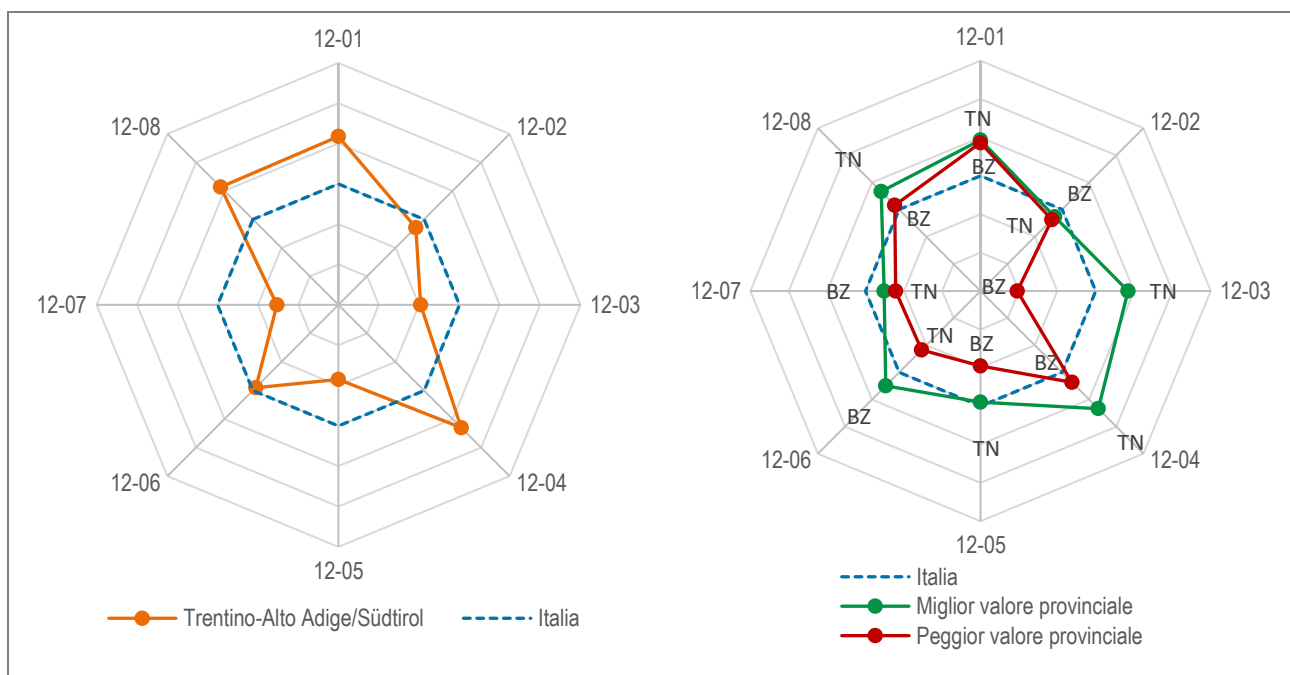 12-01
12-02
12-03
12-04
12-05
12-06
12-07
12-08
Trentino-Alto Adige/Südtirol
Italia
12-01
12-02
12-03
12-04
12-05
12-06
12-07
12-08
TN
BZ
BZ
TN
TN
BZ
BZ
TN
BZ
TN
TN
BZ
BZ
TN
TN
BZ
Italia
Miglior valore provinciale
Peggior valore provinciale